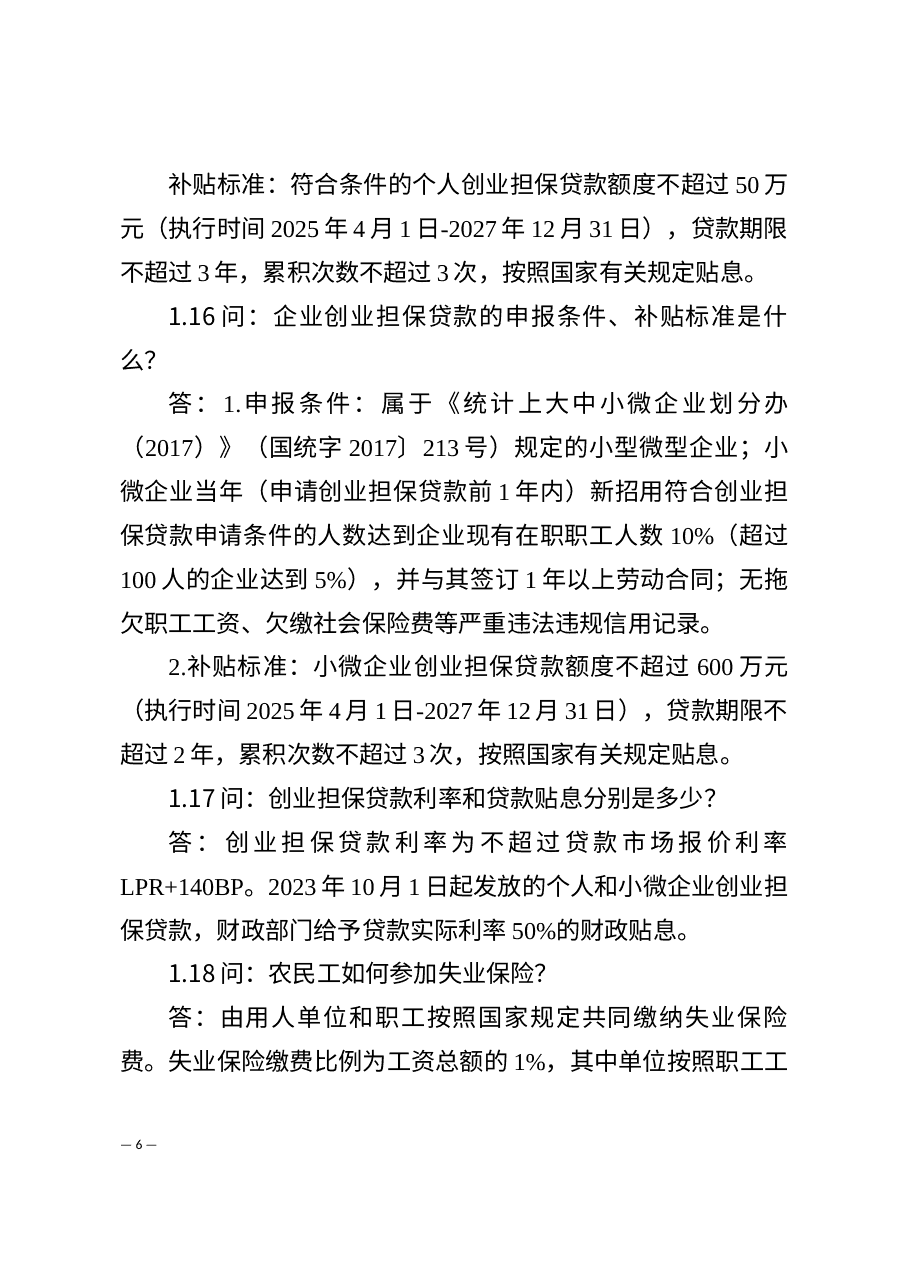 补贴标准：符合条件的个人创业担保贷款额度不超过 50 万
元（执行时间 2025 年 4 月 1 日-2027 年 12 月 31 日），贷款期限
不超过 3 年，累积次数不超过 3 次，按照国家有关规定贴息。
1.16 问：企业创业担保贷款的申报条件、补贴标准是什
么？
答：1.申报条件：属于《统计上大中小微企业划分办
（2017）》（国统字 2017〕213 号）规定的小型微型企业；小
微企业当年（申请创业担保贷款前 1 年内）新招用符合创业担
保贷款申请条件的人数达到企业现有在职职工人数 10%（超过
100 人的企业达到 5%），并与其签订 1 年以上劳动合同；无拖
欠职工工资、欠缴社会保险费等严重违法违规信用记录。
2.补贴标准：小微企业创业担保贷款额度不超过 600 万元
（执行时间 2025 年 4 月 1 日-2027 年 12 月 31 日），贷款期限不
超过 2 年，累积次数不超过 3 次，按照国家有关规定贴息。
1.17 问：创业担保贷款利率和贷款贴息分别是多少？
答：创业担保贷款利率为不超过贷款市场报价利率
LPR+140BP。2023 年 10 月 1 日起发放的个人和小微企业创业担
保贷款，财政部门给予贷款实际利率 50%的财政贴息。
1.18 问：农民工如何参加失业保险？
答：由用人单位和职工按照国家规定共同缴纳失业保险
费。失业保险缴费比例为工资总额的 1%，其中单位按照职工工
— 6 —